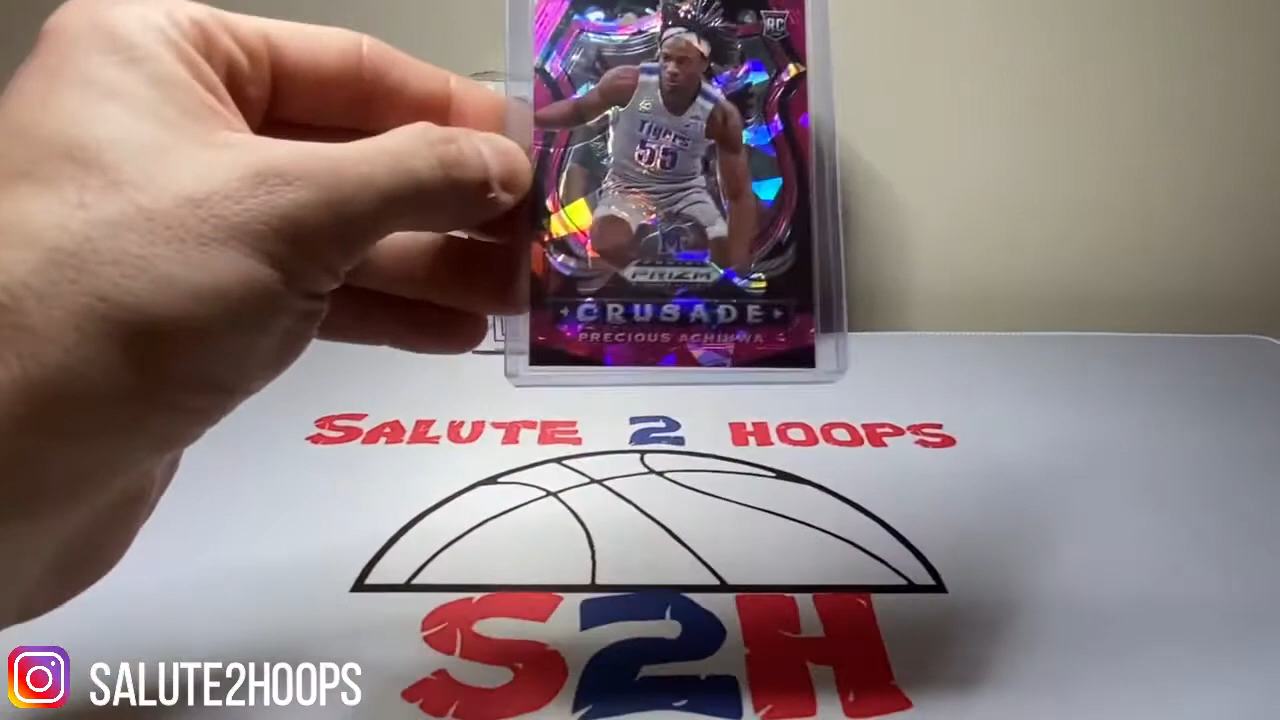 RC
Tigers
55
M
PRIZM
CRUSADE
PRECIOUS ACHIUWA
SALUTE 2 HOOPS
S2H
SALUTE2HOOPS